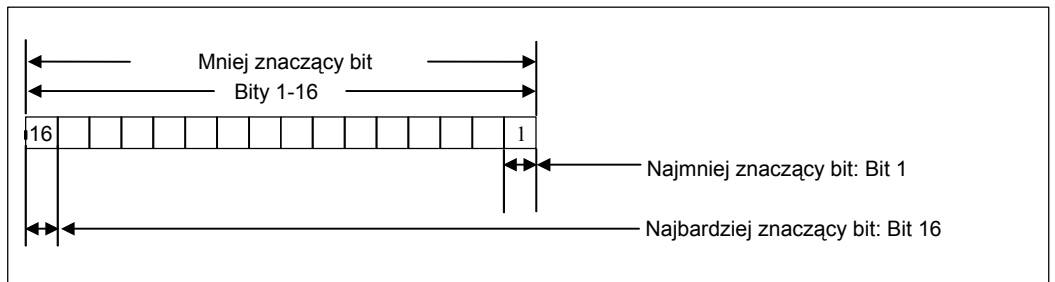 Mniej znaczący bit
Bity 1-16
16 1
Najmniej znaczący bit: Bit 1
Najbardziej znaczący bit: Bit 16